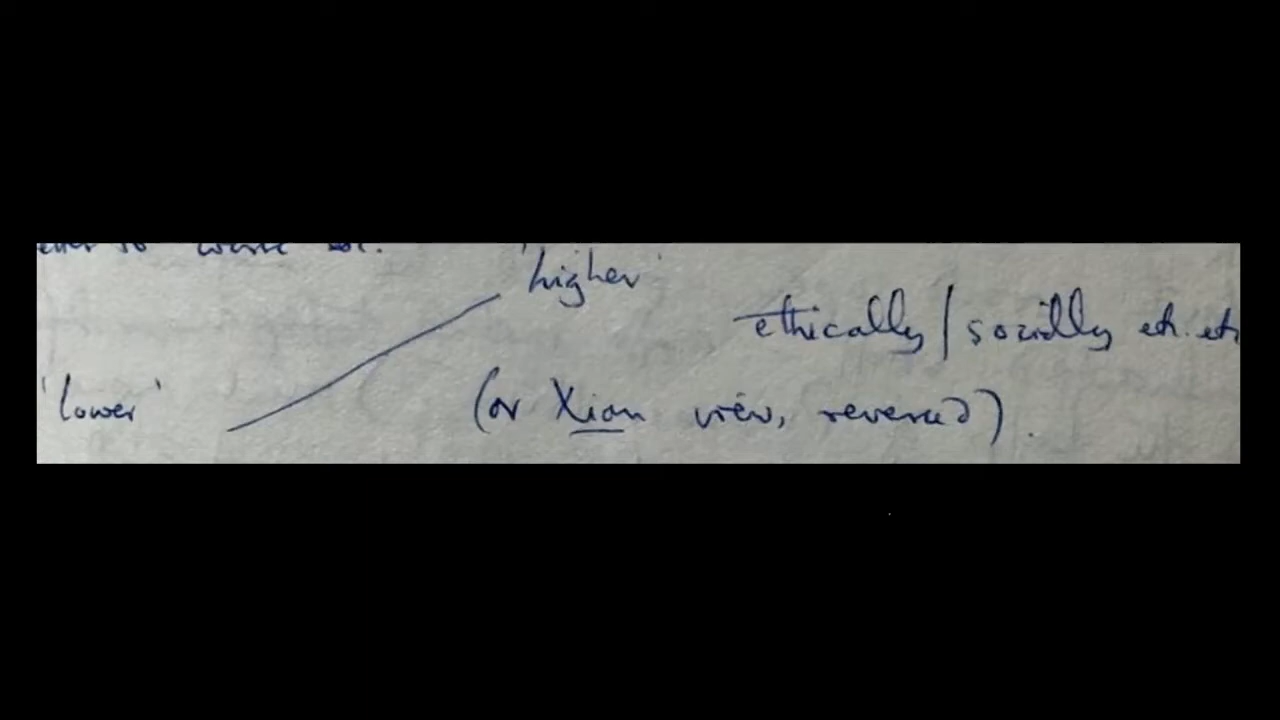 'higher'
ethically / socially etc. etc
'lower'
(or Xian view, reversed).